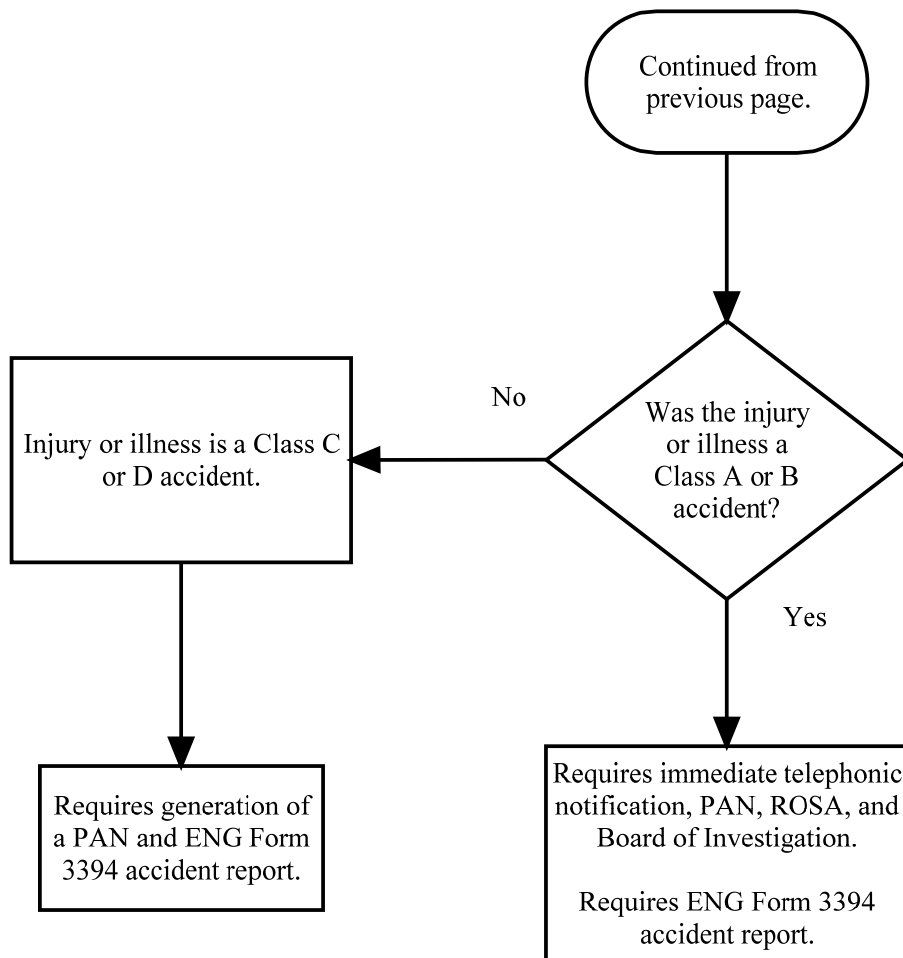 Continued from
previous page.
No
Was the injury
or illness a
Class A or B
accident?
Injury or illness is a Class C
or D accident.
Yes
Requires generation of
a PAN and ENG Form
3394 accident report.
Requires immediate telephonic
notification, PAN, ROSA, and
Board of Investigation.
Requires ENG Form 3394
accident report.